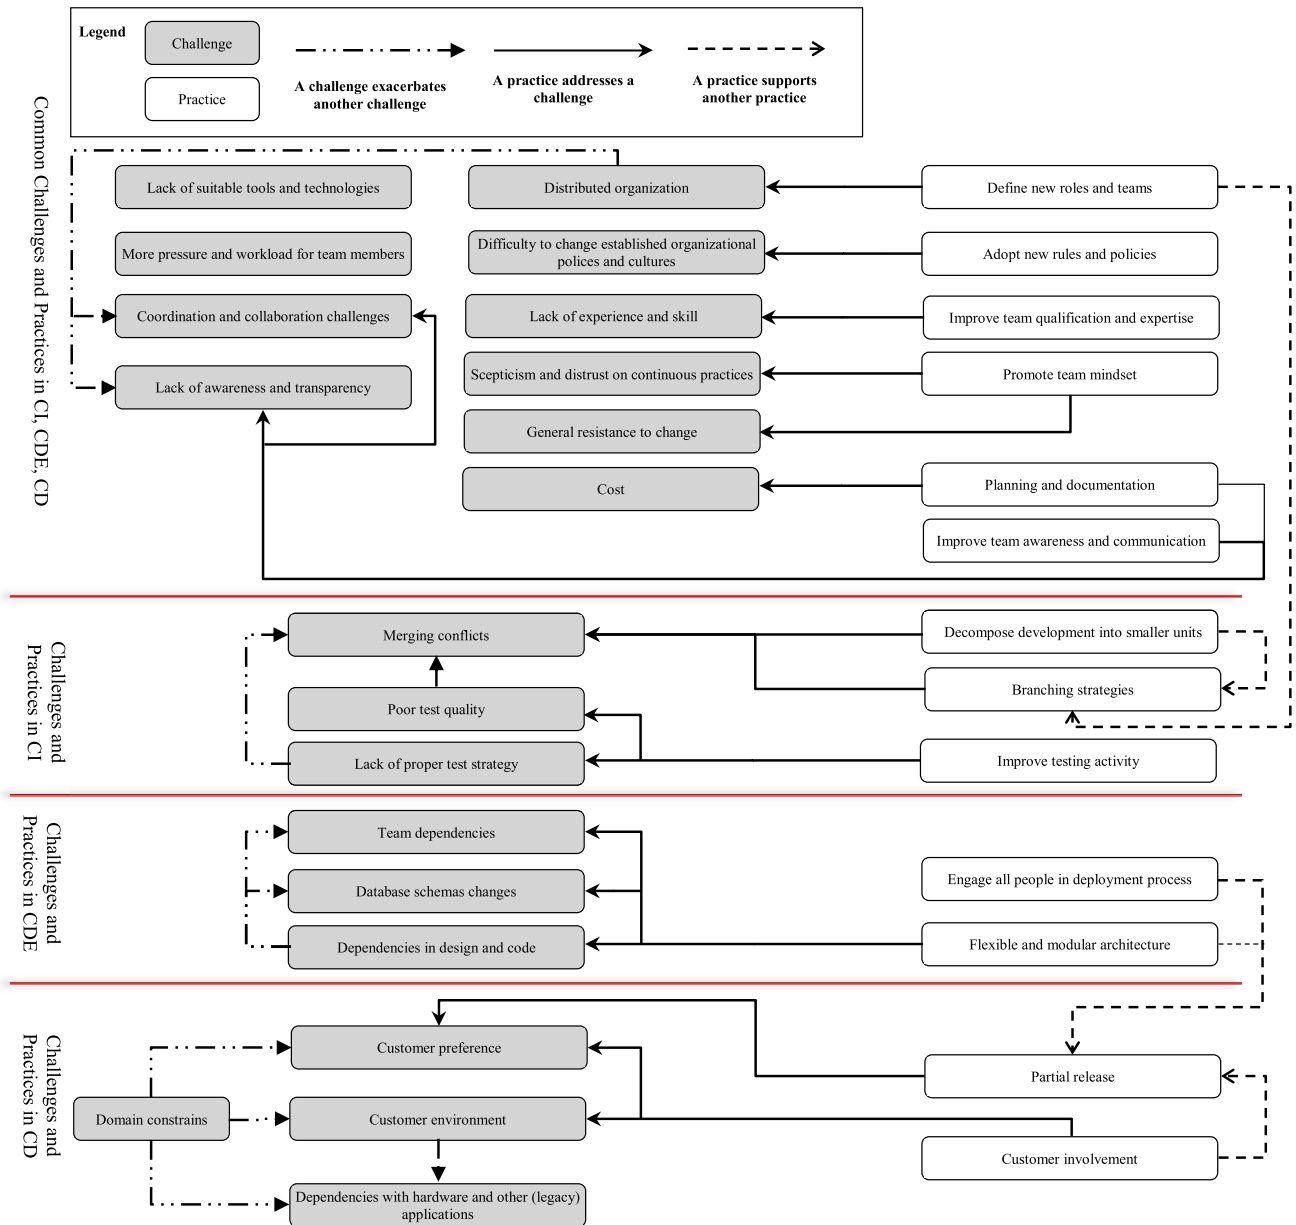 Legend
Challenge
Practice
A challenge exacerbates
another challenge
A practice addresses a
challenge
A practice supports
another practice
Common Challenges and Practices in CI, CDE, CD
Lack of suitable tools and technologies
Distributed organization
Define new roles and teams
More pressure and workload for team members
Difficulty to change established organizational
polices and cultures
Adopt new rules and policies
Coordination and collaboration challenges
Lack of experience and skill
Improve team qualification and expertise
Lack of awareness and transparency
Scepticism and distrust on continuous practices
Promote team mindset
General resistance to change
Cost
Planning and documentation
Improve team awareness and communication
Challenges and
Practices in CI
Merging conflicts
Decompose development into smaller units
Poor test quality
Branching strategies
Lack of proper test strategy
Improve testing activity
Challenges and
Practices in CDE
Team dependencies
Database schemas changes
Engage all people in deployment process
Dependencies in design and code
Flexible and modular architecture
Challenges and
Practices in CD
Customer preference
Partial release
Domain constrains
Customer environment
Customer involvement
Dependencies with hardware and other (legacy)
applications